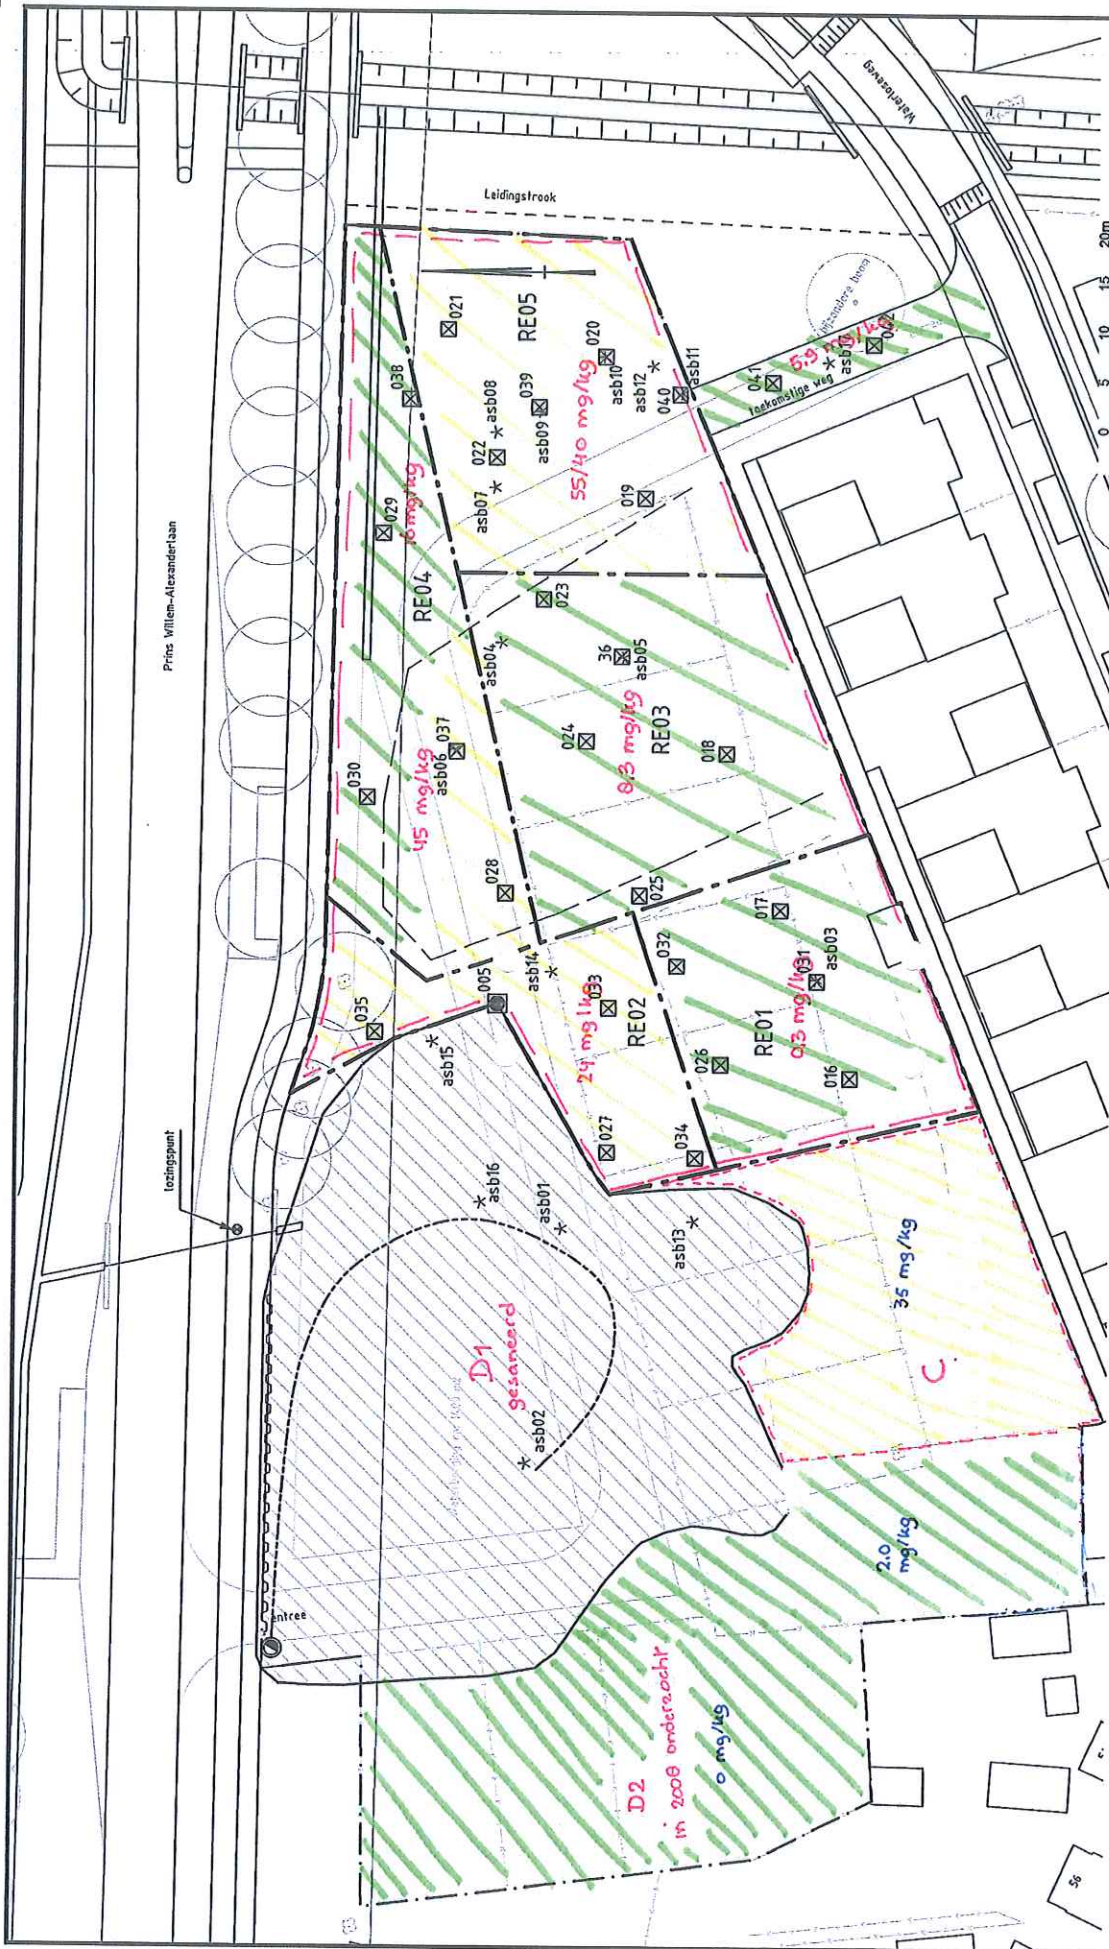 Waterloseweg
Leidingstrook
Prins Willem-Alexanderlaan
bijzondere boom
toekomstige weg
5.9 mg/kg
042
041
0 5 10 15 20m
021
RE05
020
038
asb10
asb12
asb11
040
022
asb08
039
asb09
asb07
55/40 mg/kg
019
029
RE04
023
asb04
36
asb05
030
037
asb06
45 mg/kg
024
8.3 mg/kg
RE03
018
028
025
017
032
031
asb03
RE01
0.3 mg/kg
026
016
asb14
033
24 mg/kg
RE02
027
034
005
035
asb15
lozingspunt
asb16
asb01
asb13
D1
gesaneerd
asb02
35 mg/kg
C.
entree
2.0
mg/kg
D2
in 2008 onderzocht
0 mg/kg
56